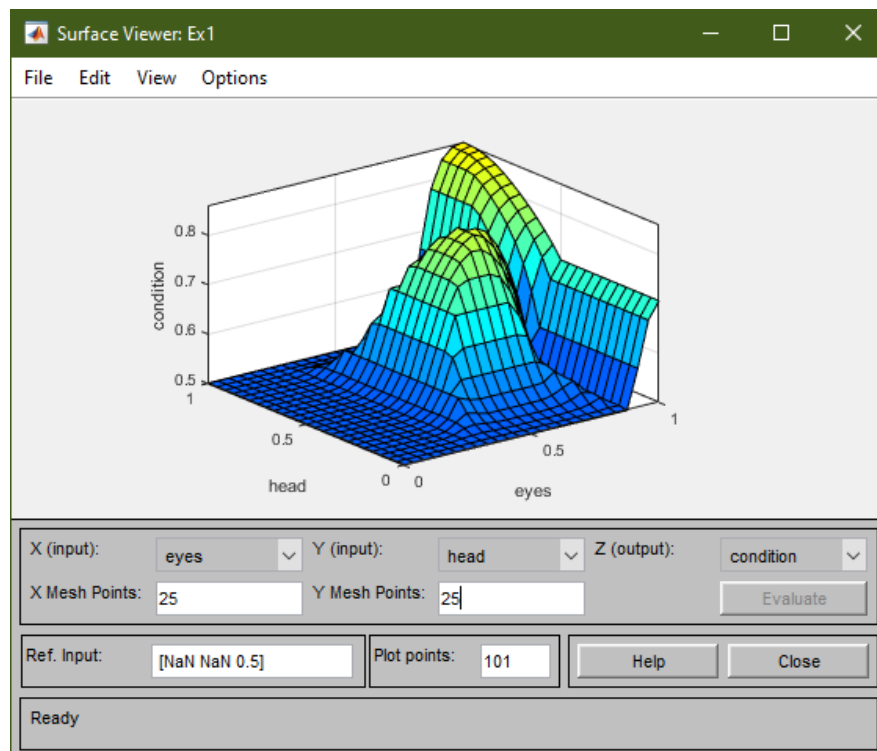 Surface Viewer: Ex1
File Edit View Options
0.8
0.7
0.6
0.5
condition
1
0.5
0
head
0
0.5
1
eyes
X (input): eyes Y (input): head Z (output): condition
X Mesh Points: 25 Y Mesh Points: 25 Evaluate
Ref. Input: [NaN NaN 0.5] Plot points: 101 Help Close
Ready